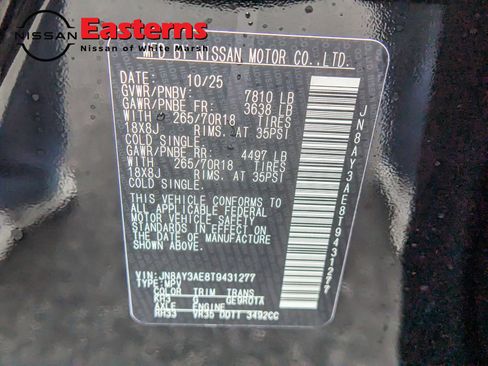 NISSAN
Easterns
Nissan of White Marsh
MFD BY NISSAN MOTOR CO.,LTD.
DATE: 10/25
GVWR/PNBV: 7810 LB
GAWR/PNBE FR: 3638 LB
WITH 265/70R18 TIRES
18X8J RIMS. AT 35PSI
COLD SINGLE.
GAWR/PNBE RR: 4497 LB
WITH 265/70R18 TIRES
18X8J RIMS. AT 35PSI
COLD SINGLE.
THIS VEHICLE CONFORMS TO
ALL APPLICABLE FEDERAL
MOTOR VEHICLE SAFETY
STANDARDS IN EFFECT ON
THE DATE OF MANUFACTURE
SHOWN ABOVE.
VIN: JN8AY3AE8T9431277
TYPE: MPV
COLOR TRIM TRANS
KH3 G GE9R01A
AXLE ENGINE
RH33 VR35 DDTT 3492CC
JN8AY3AE8T9431277